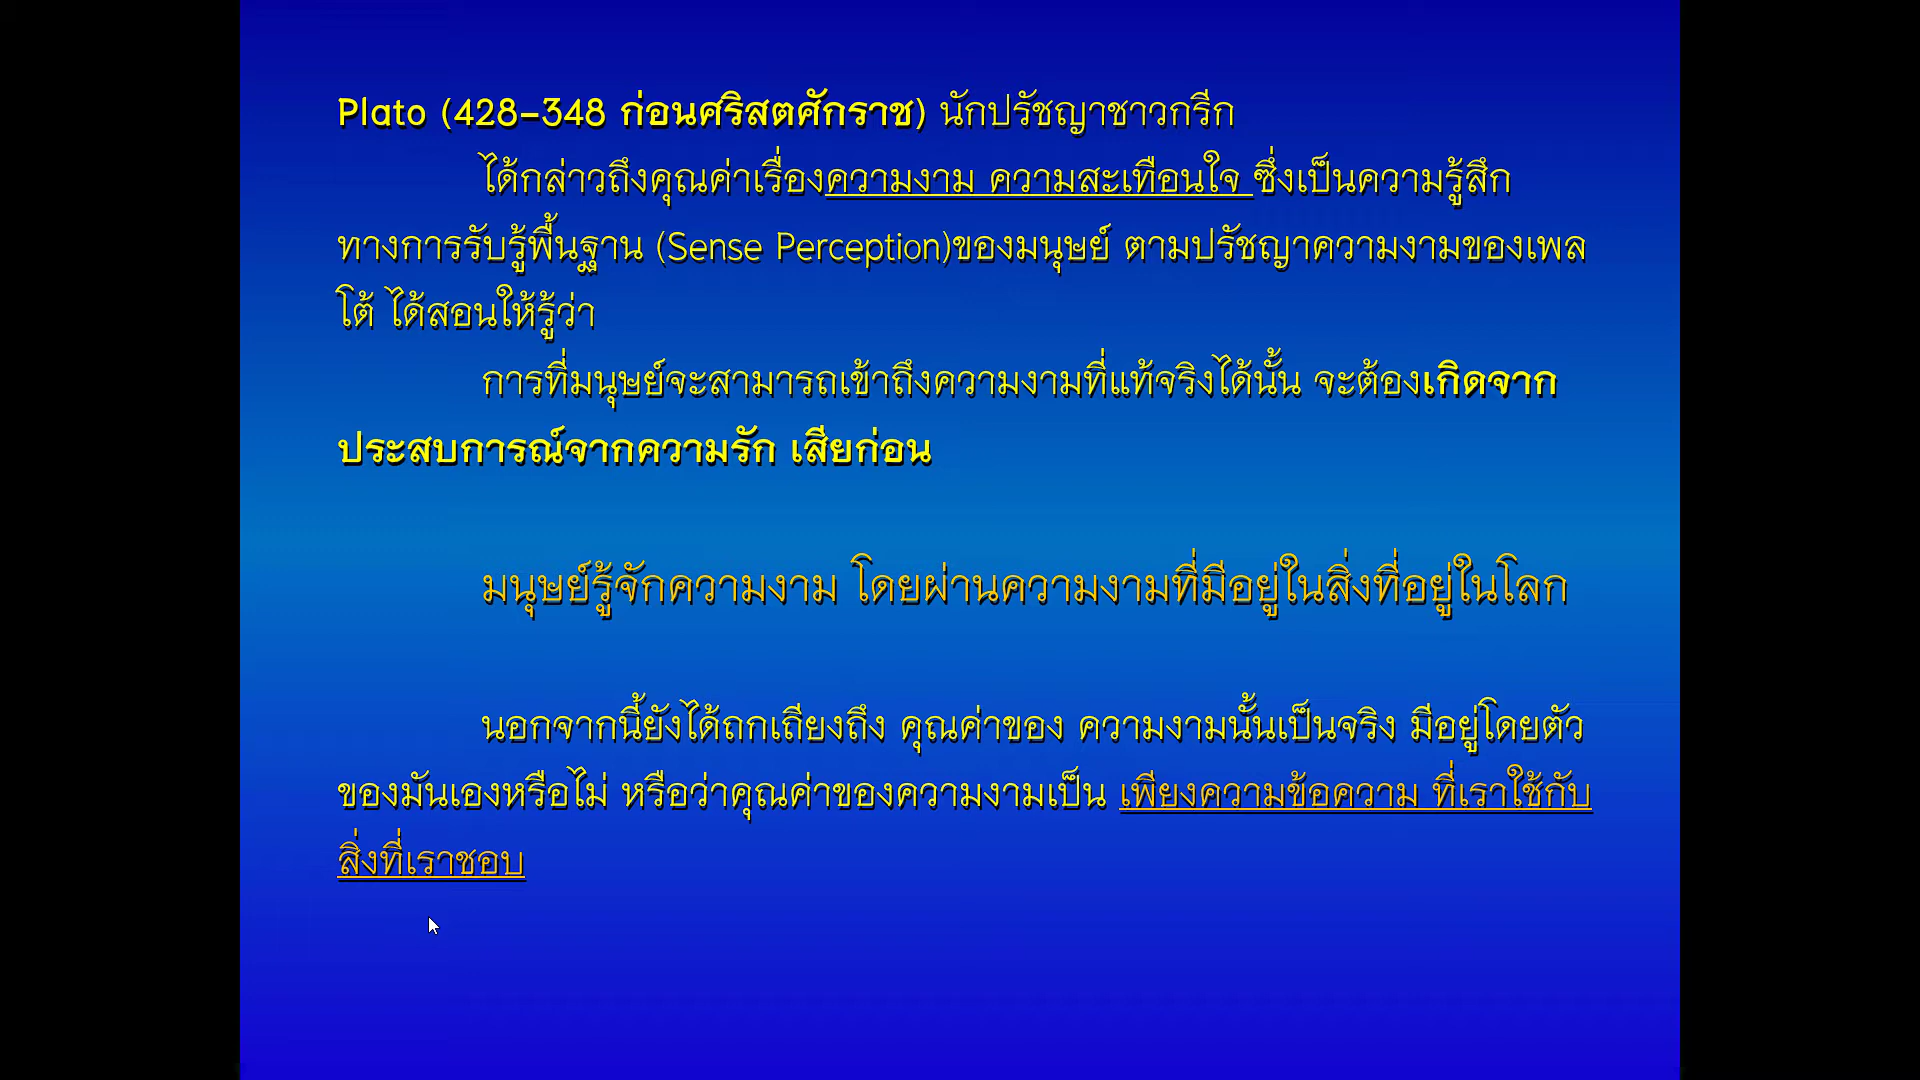 Plato (428-348 ก่อนศริสตศักราช) นักปรัชญาชาวกรีก
ได้กล่าวถึงคุณค่าเรื่องความงาม ความสะเทือนใจ ซึ่งเป็นความรู้สึก
ทางการรับรู้พื้นฐาน (Sense Perception)ของมนุษย์ ตามปรัชญาความงามของเพล
โต้ ได้สอนให้รู้ว่า
การที่มนุษย์จะสามารถเข้าถึงความงามที่แท้จริงได้นั้น จะต้องเกิดจาก
ประสบการณ์จากความรัก เสียก่อน
มนุษย์รู้จักความงาม โดยผ่านความงามที่มีอยู่ในสิ่งที่อยู่ในโลก
นอกจากนี้ยังได้ถกเถียงถึง คุณค่าของ ความงามนั้นเป็นจริง มีอยู่โดยตัว
ของมันเองหรือไม่ หรือว่าคุณค่าของความงามเป็น เพียงความข้อความ ที่เราใช้กับ
สิ่งที่เราชอบ